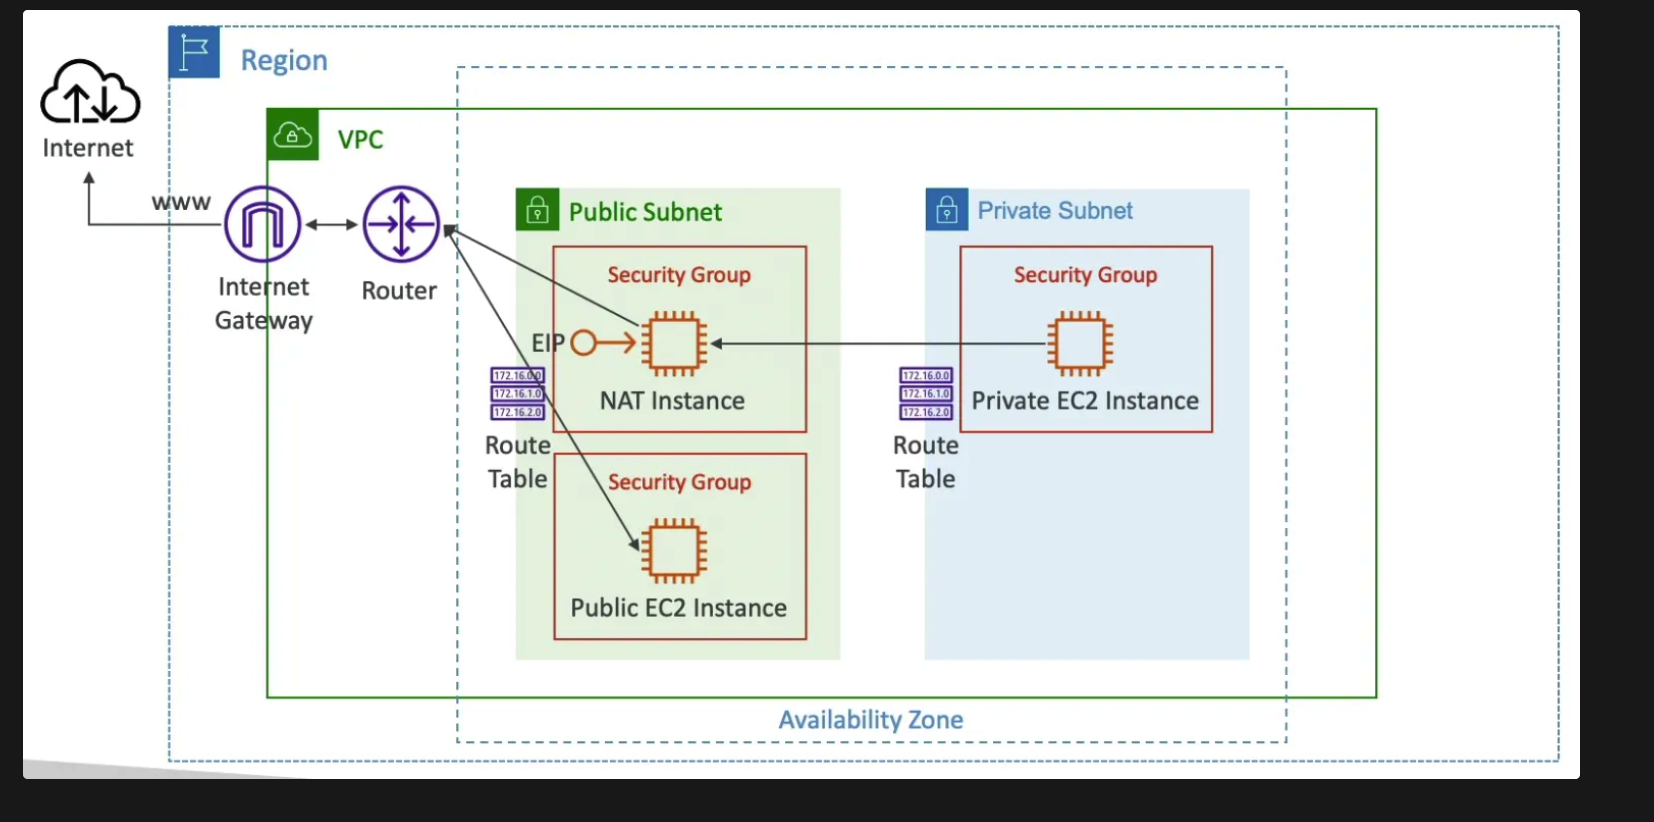 Region
Internet
VPC
www
Internet
Gateway
Router
Public Subnet
Security Group
EIP
NAT Instance
172.16.0.0
172.16.1.0
172.16.2.0
Route
Table
Security Group
Public EC2 Instance
Private Subnet
Security Group
Private EC2 Instance
172.16.0.0
172.16.1.0
172.16.2.0
Route
Table
Availability Zone